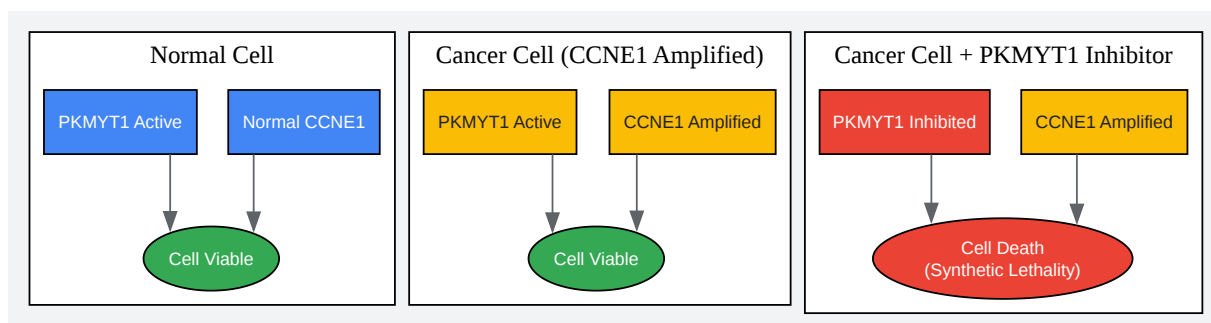 Normal Cell
PKMYT1 Active
Normal CCNE1
Cell Viable
Cancer Cell (CCNE1 Amplified)
PKMYT1 Active
CCNE1 Amplified
Cell Viable
Cancer Cell + PKMYT1 Inhibitor
PKMYT1 Inhibited
CCNE1 Amplified
Cell Death
(Synthetic Lethality)